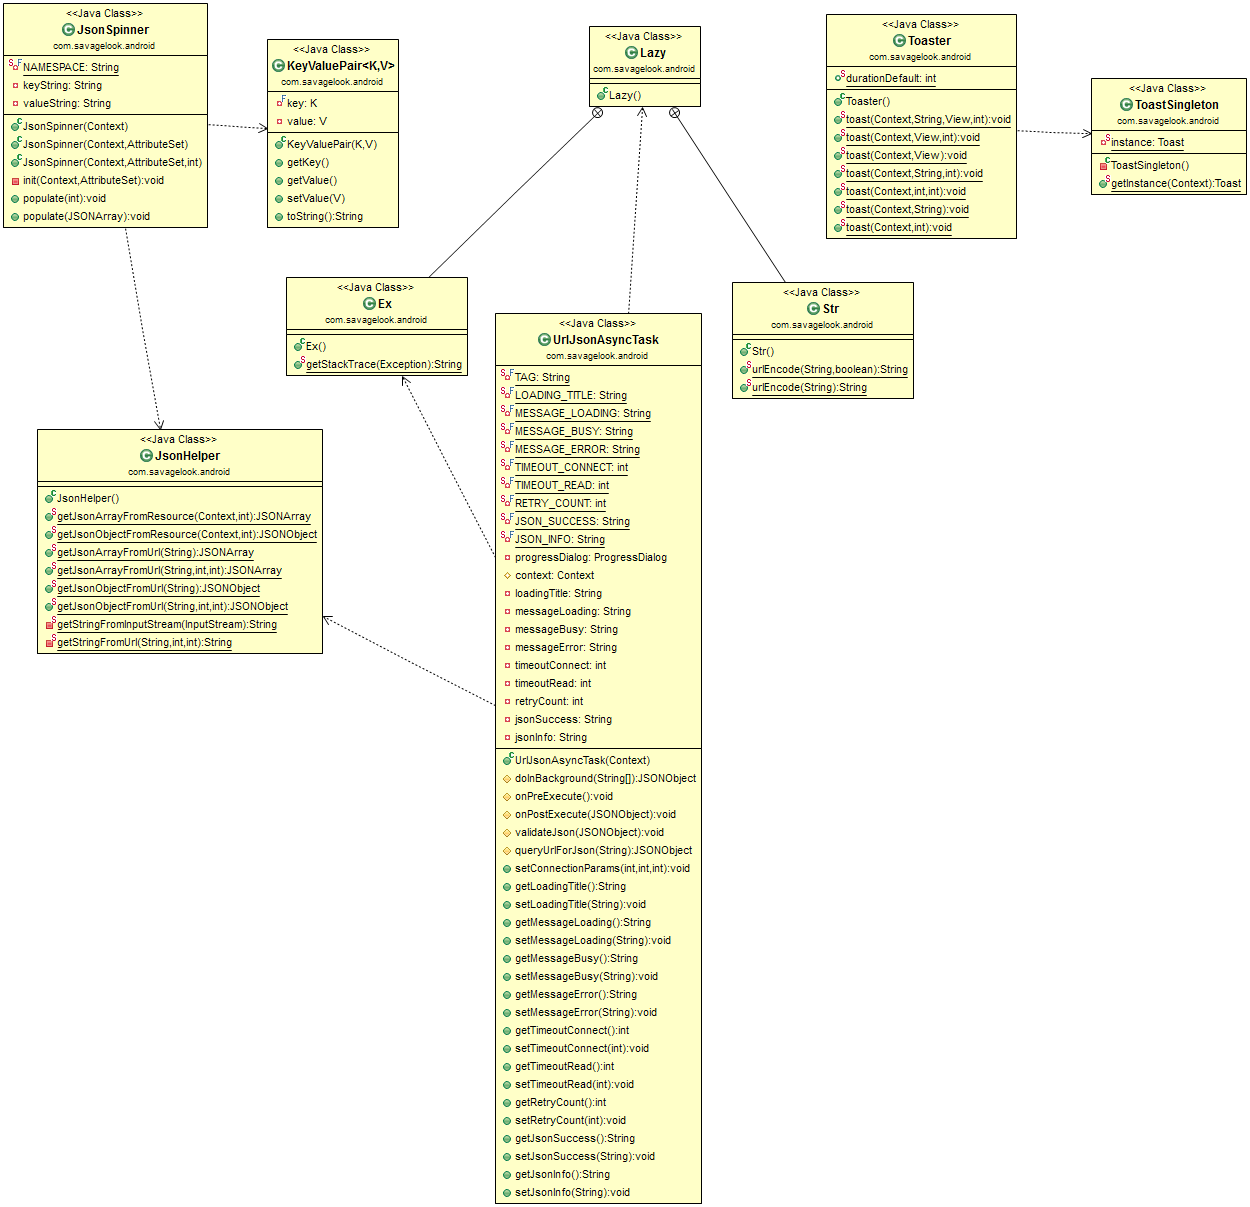 <<Java Class>>
JsonSpinner
com.savagelook.android
NAMESPACE: String
keyString: String
valueString: String
JsonSpinner(Context)
JsonSpinner(Context,AttributeSet)
JsonSpinner(Context,AttributeSet,int)
init(Context,AttributeSet):void
populate(int):void
populate(JSONArray):void
<<Java Class>>
KeyValuePair<K,V>
com.savagelook.android
key: K
value: V
KeyValuePair(K,V)
getKey()
getValue()
setValue(V)
toString():String
<<Java Class>>
Lazy
com.savagelook.android
Lazy()
<<Java Class>>
Toaster
com.savagelook.android
durationDefault: int
Toaster()
toast(Context,String,View,int):void
toast(Context,View,int):void
toast(Context,View):void
toast(Context,String,int):void
toast(Context,int,int):void
toast(Context,String):void
toast(Context,int):void
<<Java Class>>
ToastSingleton
com.savagelook.android
instance: Toast
ToastSingleton()
getInstance(Context):Toast
<<Java Class>>
Ex
com.savagelook.android
Ex()
getStackTrace(Exception):String
<<Java Class>>
Str
com.savagelook.android
Str()
urlEncode(String,boolean):String
urlEncode(String):String
<<Java Class>>
JsonHelper
com.savagelook.android
JsonHelper()
getJsonArrayFromResource(Context,int):JSONArray
getJsonObjectFromResource(Context,int):JSONObject
getJsonArrayFromUrl(String):JSONArray
getJsonArrayFromUrl(String,int,int):JSONArray
getJsonObjectFromUrl(String):JSONObject
getJsonObjectFromUrl(String,int,int):JSONObject
getStringFromInputStream(InputStream):String
getStringFromUrl(String,int,int):String
<<Java Class>>
UrlJsonAsyncTask
com.savagelook.android
TAG: String
LOADING_TITLE: String
MESSAGE_LOADING: String
MESSAGE_BUSY: String
MESSAGE_ERROR: String
TIMEOUT_CONNECT: int
TIMEOUT_READ: int
RETRY_COUNT: int
JSON_SUCCESS: String
JSON_INFO: String
progressDialog: ProgressDialog
context: Context
loadingTitle: String
messageLoading: String
messageBusy: String
messageError: String
timeoutConnect: int
timeoutRead: int
retryCount: int
jsonSuccess: String
jsonInfo: String
UrlJsonAsyncTask(Context)
doInBackground(String[]):JSONObject
onPreExecute():void
onPostExecute(JSONObject):void
validateJson(JSONObject):void
queryUrlForJson(String):JSONObject
setConnectionParams(int,int,int):void
getLoadingTitle():String
setLoadingTitle(String):void
getMessageLoading():String
setMessageLoading(String):void
getMessageBusy():String
setMessageBusy(String):void
getMessageError():String
setMessageError(String):void
getTimeoutConnect():int
setTimeoutConnect(int):void
getTimeoutRead():int
setTimeoutRead(int):void
getRetryCount():int
setRetryCount(int):void
getJsonSuccess():String
setJsonSuccess(String):void
getJsonInfo():String
setJsonInfo(String):void